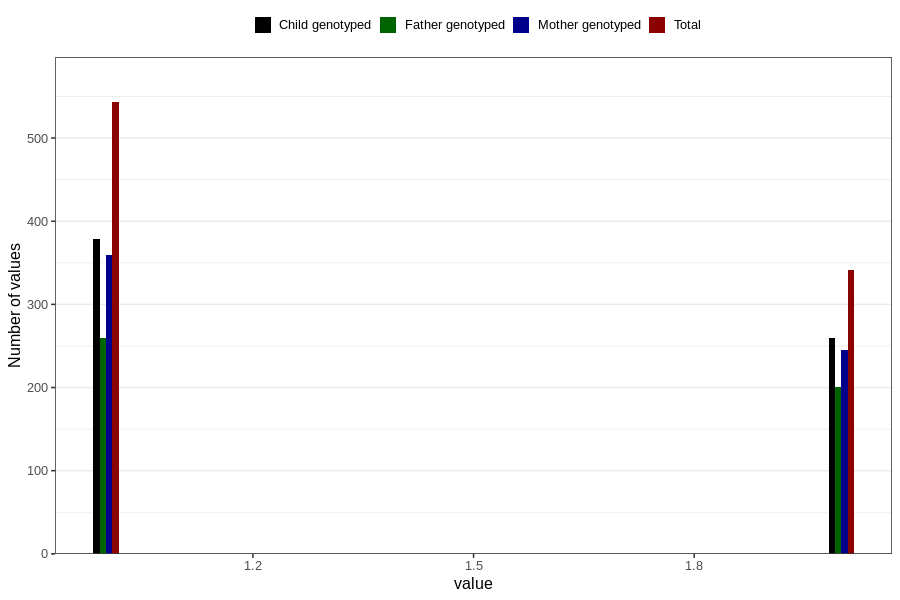 Child genotyped Father genotyped Mother genotyped Total
Number of values
500
400
300
200
100
0
1.2 1.5 1.8
value